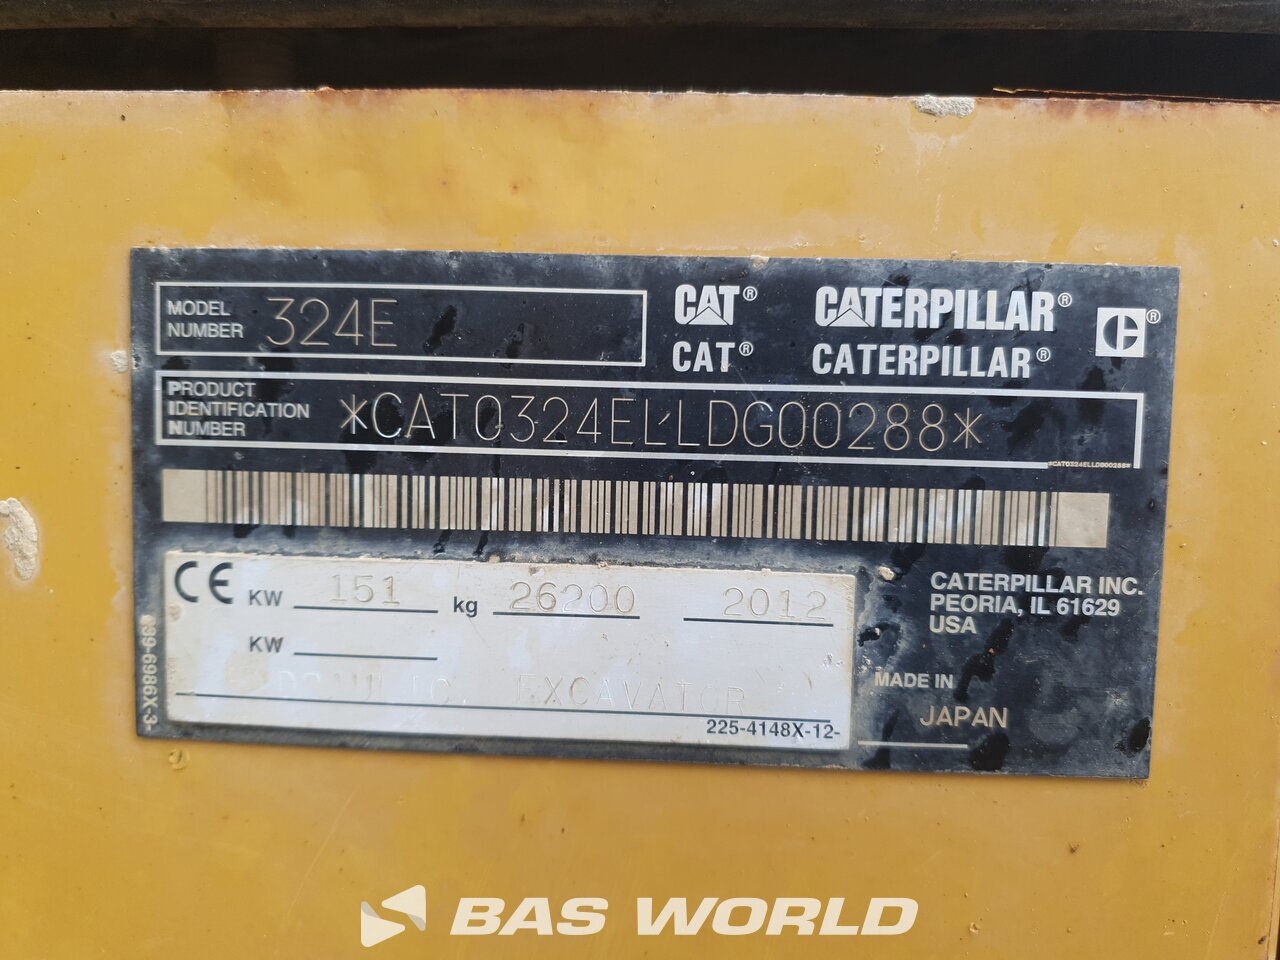 MODEL NUMBER 324E
CAT® CATERPILLAR®
CAT® CATERPILLAR®
PRODUCT IDENTIFICATION NUMBER *CAT0324ELLDG00288*
*CAT0324ELLDG00288*
CE KW 151 kg 26200 2012
KW
EXCAVATOR
225-4148X-12-
CATERPILLAR INC.
PEORIA, IL 61629
USA
MADE IN
JAPAN
BAS WORLD